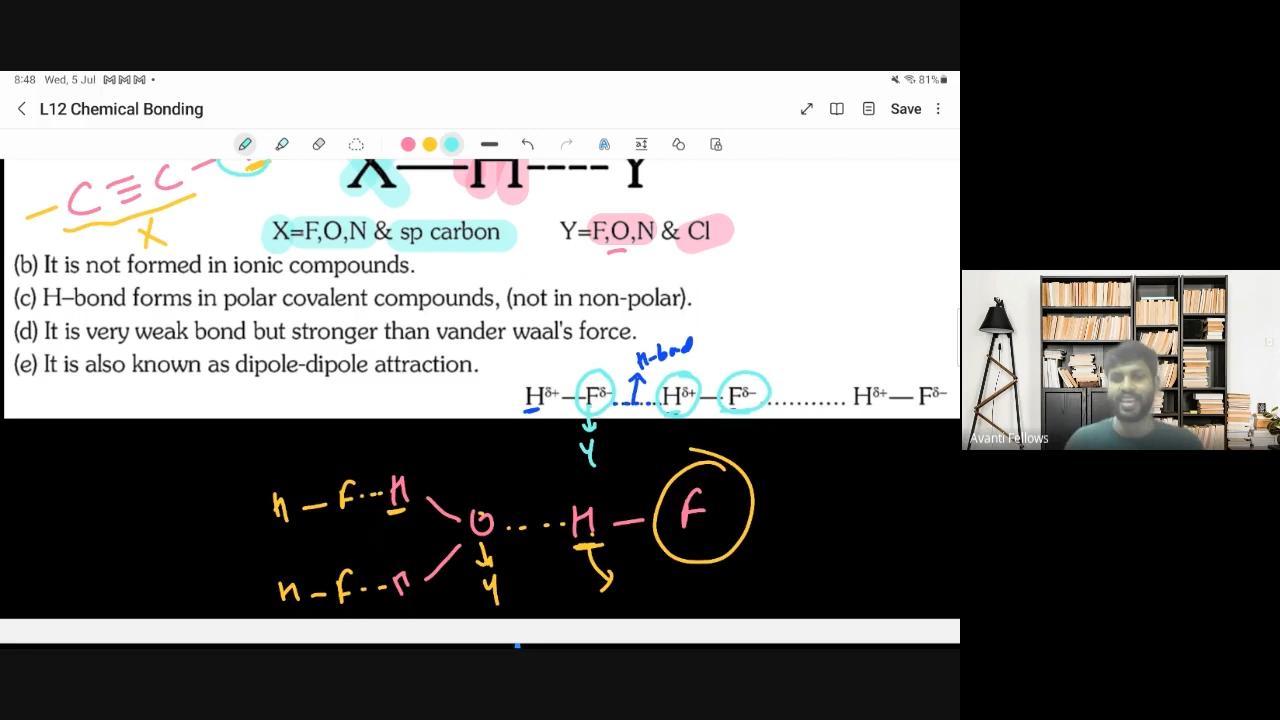 8:48 Wed, 5 Jul M M M • 81%
L12 Chemical Bonding Save
— C ≡ C —
X——H----Y
X
X=F,O,N & sp carbon Y=F,O,N & Cl
(b) It is not formed in ionic compounds.
(c) H–bond forms in polar covalent compounds, (not in non-polar).
(d) It is very weak bond but stronger than vander waal's force.
(e) It is also known as dipole-dipole attraction.
H-bond
Hδ+—Fδ–.......Hδ+—Fδ–............Hδ+—Fδ–
Y
H – F ··· H
O ···· H — F
H – F ··· H
Y
Avanti Fellows